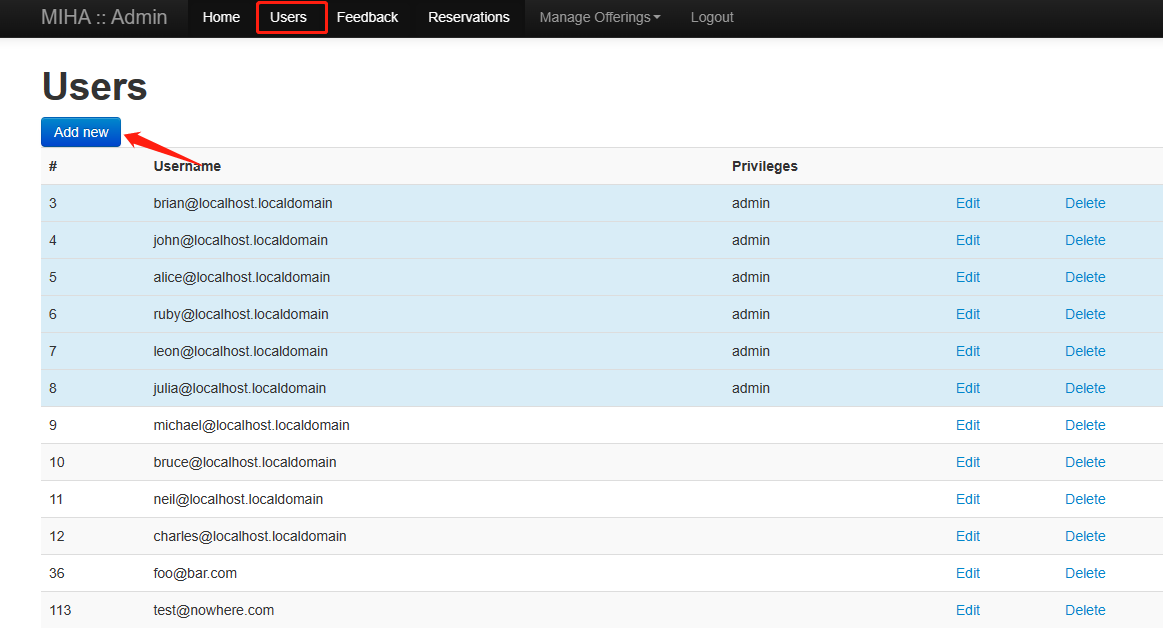 MIHA :: Admin Home Users Feedback Reservations Manage Offerings Logout
Users
Add new
# Username Privileges
3 brian@localhost.localdomain admin Edit Delete
4 john@localhost.localdomain admin Edit Delete
5 alice@localhost.localdomain admin Edit Delete
6 ruby@localhost.localdomain admin Edit Delete
7 leon@localhost.localdomain admin Edit Delete
8 julia@localhost.localdomain admin Edit Delete
9 michael@localhost.localdomain Edit Delete
10 bruce@localhost.localdomain Edit Delete
11 neil@localhost.localdomain Edit Delete
12 charles@localhost.localdomain Edit Delete
36 foo@bar.com Edit Delete
113 test@nowhere.com Edit Delete